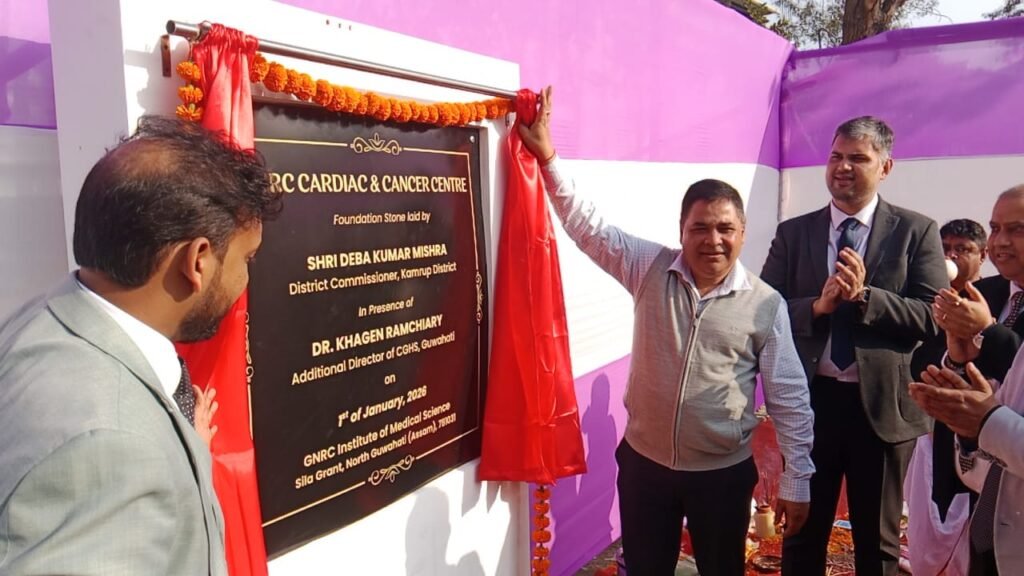 RC CARDIAC & CANCER CENTRE
Foundation Stone laid by
SHRI DEBA KUMAR MISHRA
District Commissioner, Kamrup District
In Presence of
DR. KHAGEN RAMCHIARY
Additional Director of CGHS, Guwahati
on
1st of January, 2026
GNRC Institute of Medical Science
Sila Grant, North Guwahati (Assam), 781031